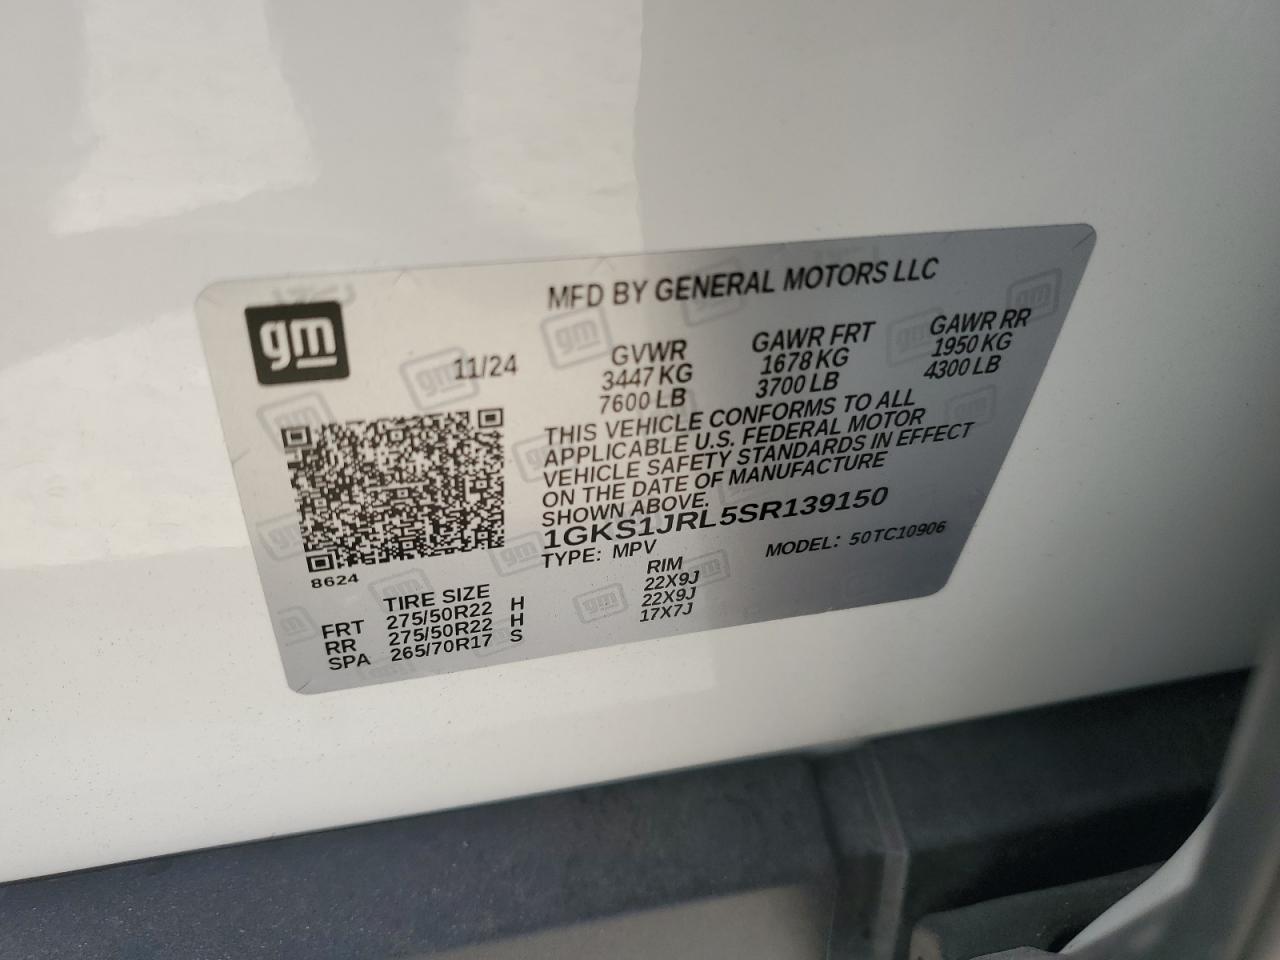 gm
MFD BY GENERAL MOTORS LLC
11/24
GVWR GAWR FRT GAWR RR
3447 KG 1678 KG 1950 KG
7600 LB 3700 LB 4300 LB
THIS VEHICLE CONFORMS TO ALL
APPLICABLE U.S. FEDERAL MOTOR
VEHICLE SAFETY STANDARDS IN EFFECT
ON THE DATE OF MANUFACTURE
SHOWN ABOVE.
1GKS1JRL5SR139150
TYPE: MPV MODEL: 50TC10906
8624
TIRE SIZE RIM
FRT 275/50R22 H 22X9J
RR 275/50R22 H 22X9J
SPA 265/70R17 S 17X7J